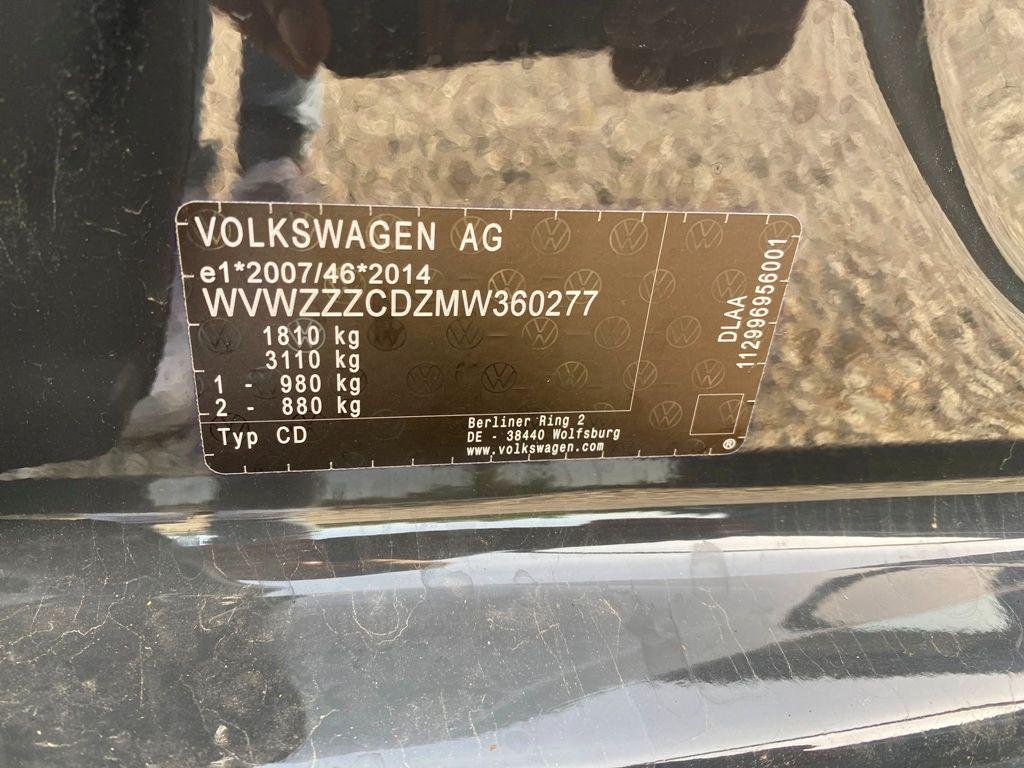 VOLKSWAGEN AG
e1*2007/46*2014
WVWZZZCDZMW360277
1810 kg
3110 kg
1 - 980 kg
2 - 880 kg
Typ CD
Berliner Ring 2
DE - 38440 Wolfsburg
www.volkswagen.com
DLAA
112996956001
®